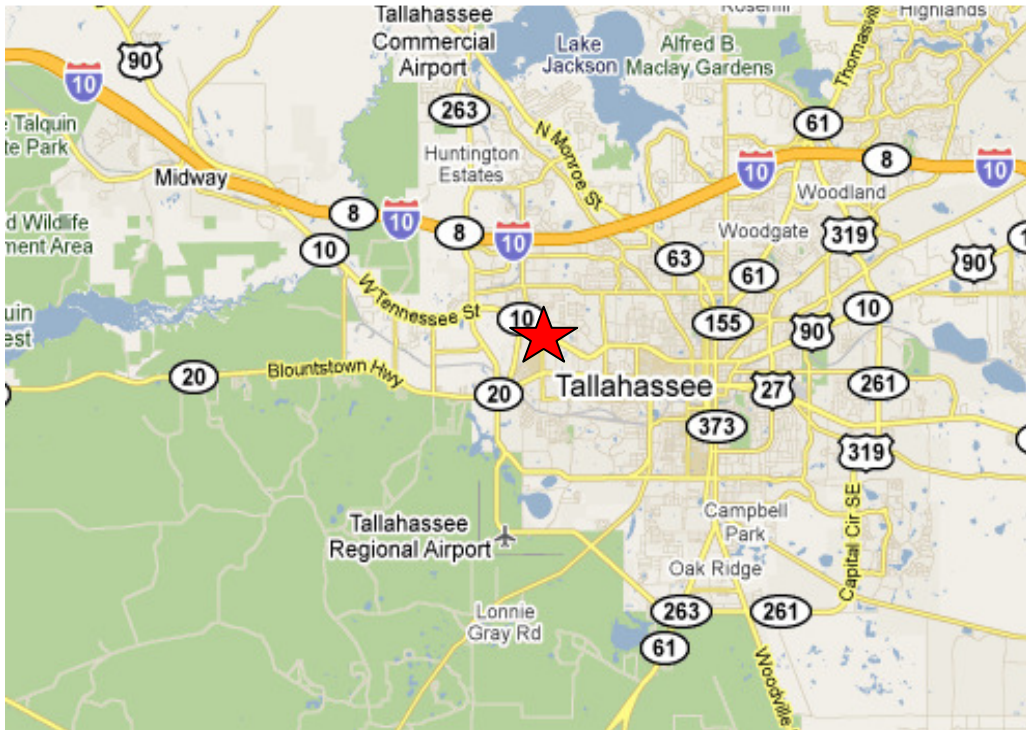 Tallahassee
Commercial
Airport
Lake
Jackson
Alfred B.
Maclay Gardens
Highlands
Thomasvill
90
10
263
61
N Monroe St
Talquin
te Park
Huntington
Estates
Midway
10
8
10
Woodland
d Wildlife
ment Area
8
10
8
10
10
63
Woodgate
61
319
90
W Tennessee St
10
155
90
10
20
Blountstown Hwy
20
Tallahassee
27
261
373
319
Tallahassee
Regional Airport
Campbell
Park
Capital Cir SE
Oak Ridge
Lonnie
Gray Rd
263
261
61
Woodville